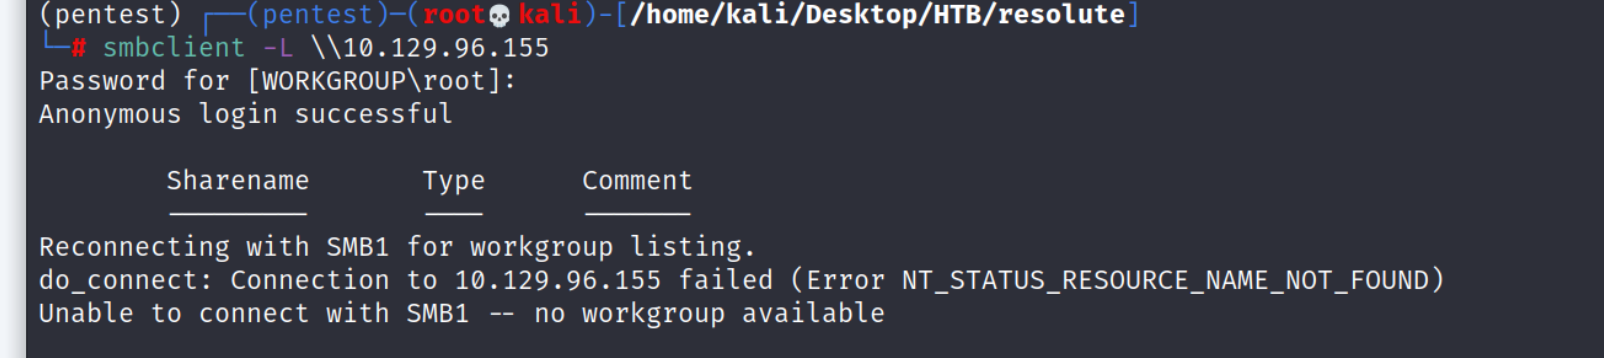 (pentest) ┌──(pentest)─(root💀kali)-[/home/kali/Desktop/HTB/resolute]
└─# smbclient -L \\10.129.96.155
Password for [WORKGROUP\root]:
Anonymous login successful
Sharename Type Comment
Reconnecting with SMB1 for workgroup listing.
do_connect: Connection to 10.129.96.155 failed (Error NT_STATUS_RESOURCE_NAME_NOT_FOUND)
Unable to connect with SMB1 -- no workgroup available